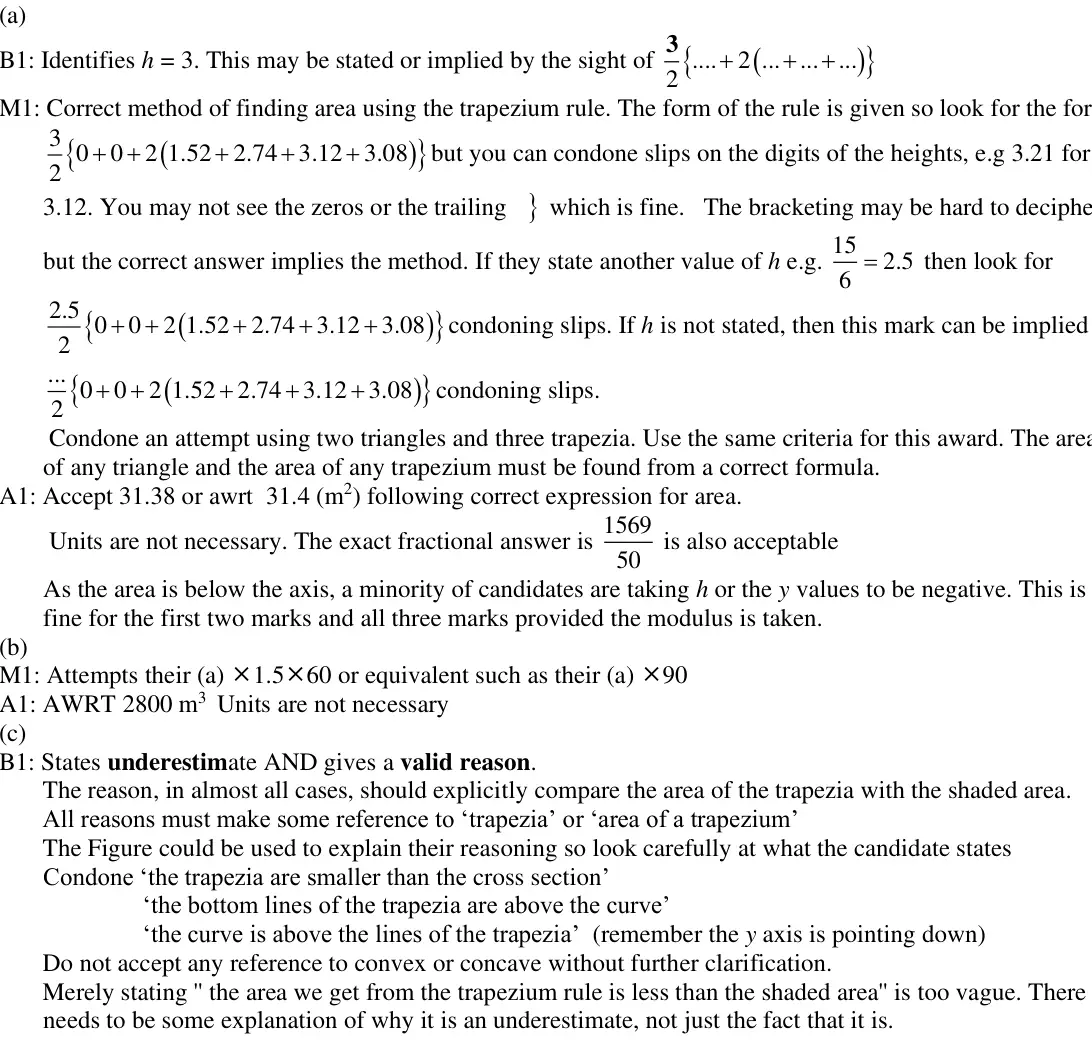 (a)
B1: Identifies h = 3. This may be stated or implied by the sight of 3/2 {.... + 2(... + ... + ...)}
M1: Correct method of finding area using the trapezium rule. The form of the rule is given so look for the for
3/2 {0 + 0 + 2(1.52 + 2.74 + 3.12 + 3.08)} but you can condone slips on the digits of the heights, e.g 3.21 for
3.12. You may not see the zeros or the trailing } which is fine. The bracketing may be hard to deciphe
but the correct answer implies the method. If they state another value of h e.g. 15/6 = 2.5 then look for
2.5/2 {0 + 0 + 2(1.52 + 2.74 + 3.12 + 3.08)} condoning slips. If h is not stated, then this mark can be implied
.../2 {0 + 0 + 2(1.52 + 2.74 + 3.12 + 3.08)} condoning slips.
Condone an attempt using two triangles and three trapezia. Use the same criteria for this award. The area
of any triangle and the area of any trapezium must be found from a correct formula.
A1: Accept 31.38 or awrt 31.4 (m²) following correct expression for area.
Units are not necessary. The exact fractional answer is 1569/50 is also acceptable
As the area is below the axis, a minority of candidates are taking h or the y values to be negative. This is
fine for the first two marks and all three marks provided the modulus is taken.
(b)
M1: Attempts their (a) ×1.5×60 or equivalent such as their (a) ×90
A1: AWRT 2800 m³ Units are not necessary
(c)
B1: States underestimate AND gives a valid reason.
The reason, in almost all cases, should explicitly compare the area of the trapezia with the shaded area.
All reasons must make some reference to ‘trapezia’ or ‘area of a trapezium’
The Figure could be used to explain their reasoning so look carefully at what the candidate states
Condone ‘the trapezia are smaller than the cross section’
‘the bottom lines of the trapezia are above the curve’
‘the curve is above the lines of the trapezia’ (remember the y axis is pointing down)
Do not accept any reference to convex or concave without further clarification.
Merely stating " the area we get from the trapezium rule is less than the shaded area" is too vague. There
needs to be some explanation of why it is an underestimate, not just the fact that it is.